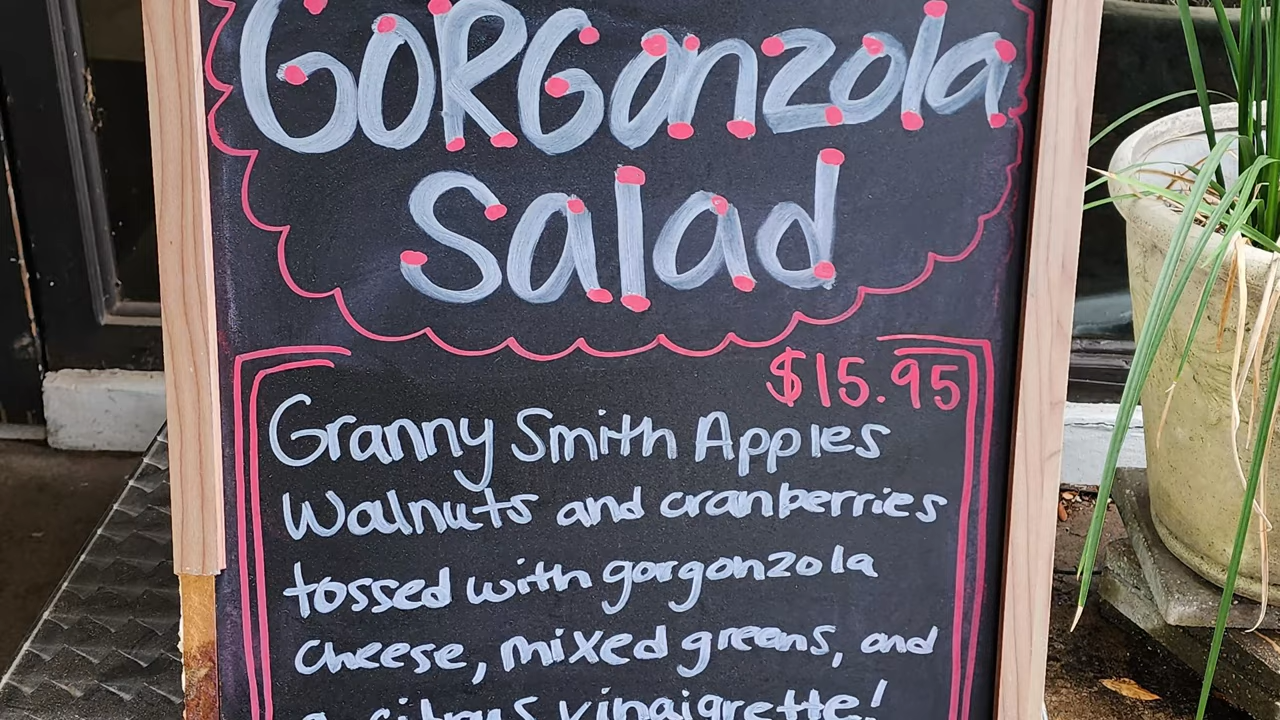 GORGonzola
Salad
$15.95
Granny Smith Apples
Walnuts and cranberries
tossed with gorgonzola
cheese, mixed greens, and
a citrus vinaigrette!